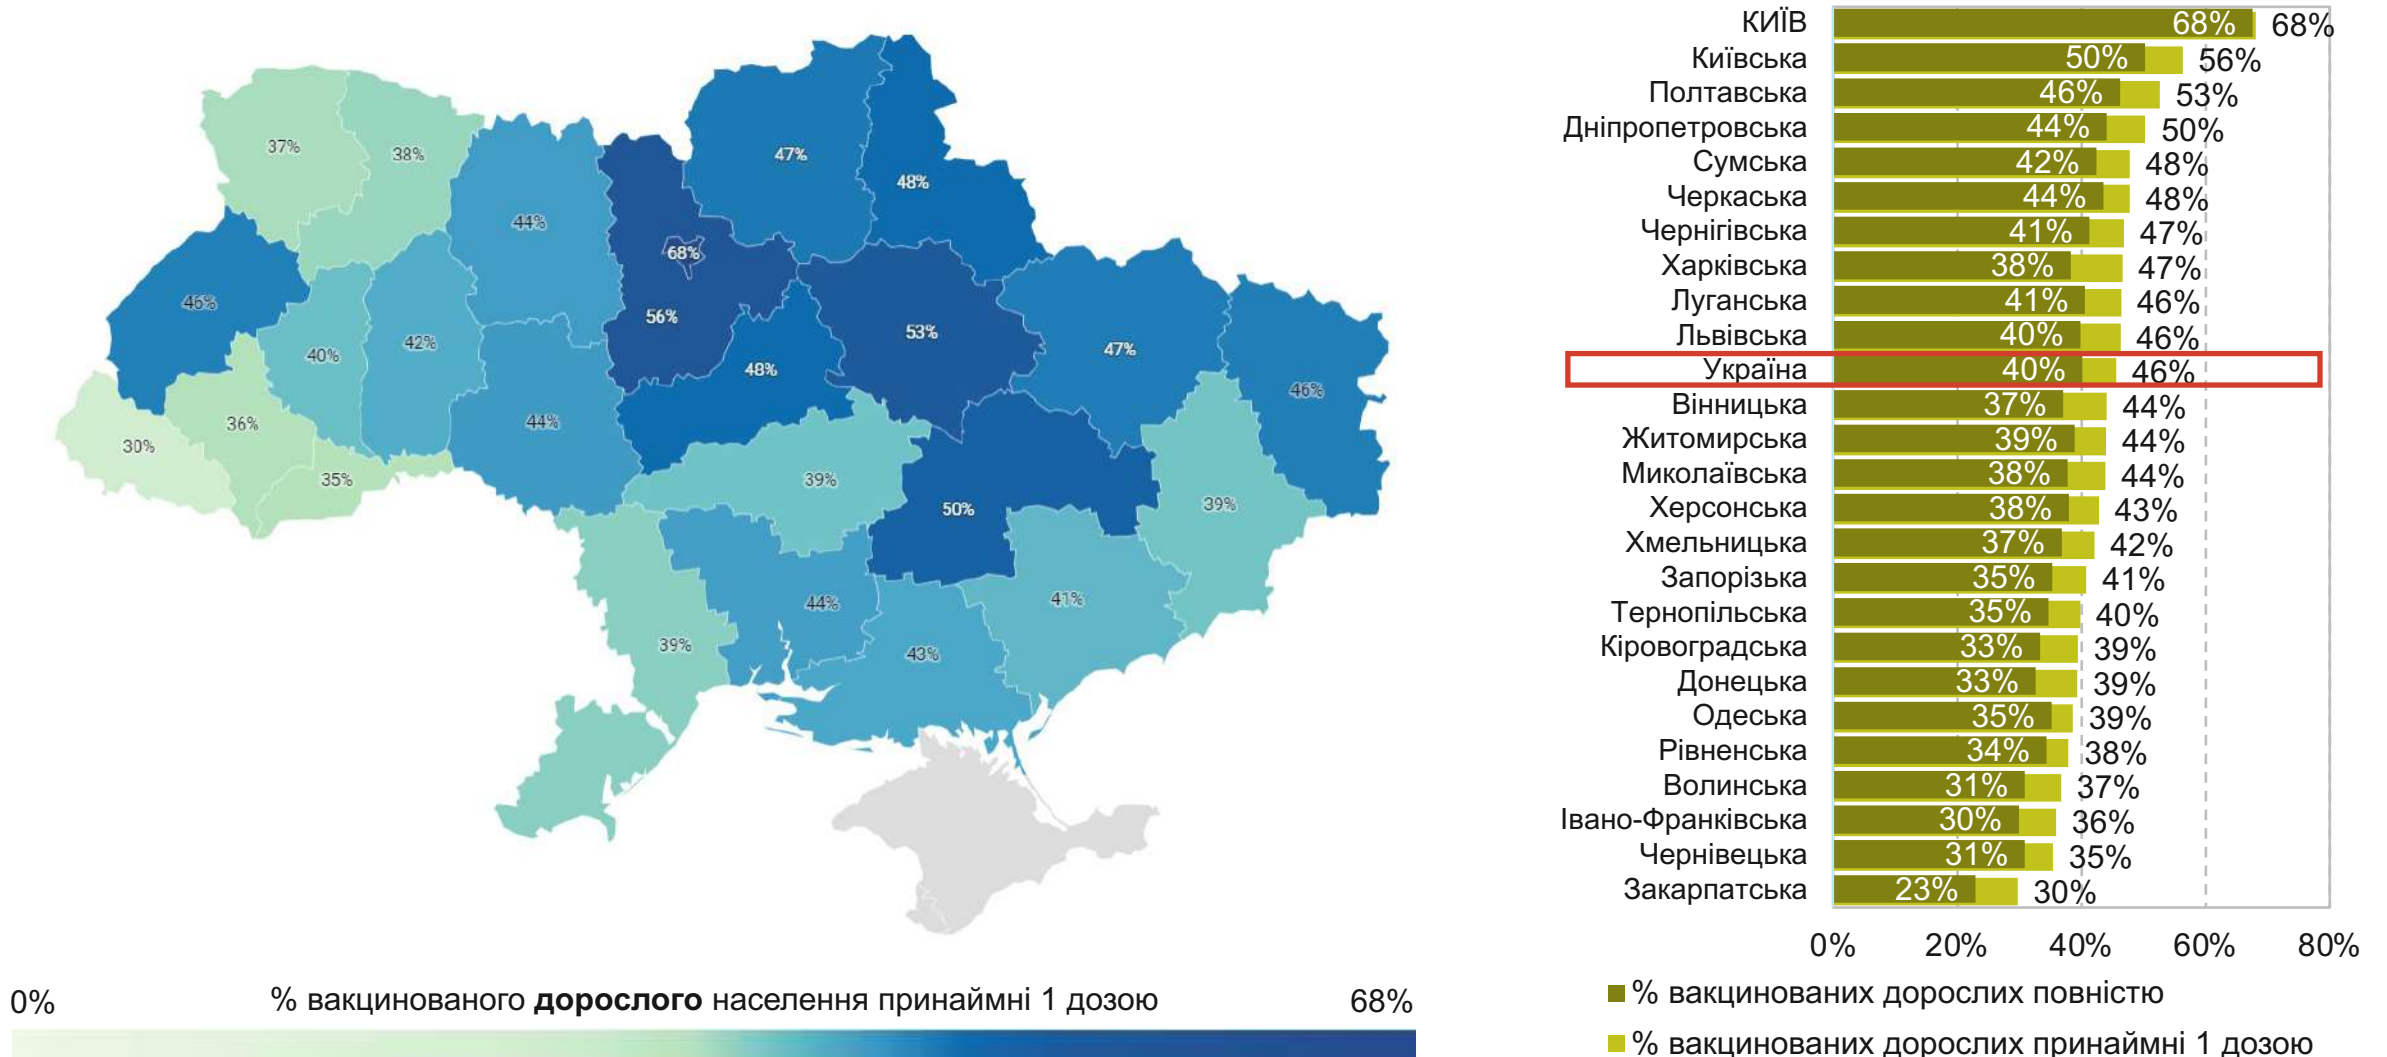 37%
38%
44%
47%
48%
68%
46%
56%
40%
42%
53%
47%
48%
46%
36%
30%
44%
35%
39%
50%
39%
44%
41%
39%
43%
0%
% вакцинованого дорослого населення принаймні 1 дозою
68%
КИЇВ 68% 68%
Київська 50% 56%
Полтавська 46% 53%
Дніпропетровська 44% 50%
Сумська 42% 48%
Черкаська 44% 48%
Чернігівська 41% 47%
Харківська 38% 47%
Луганська 41% 46%
Львівська 40% 46%
Україна 40% 46%
Вінницька 37% 44%
Житомирська 39% 44%
Миколаївська 38% 44%
Херсонська 38% 43%
Хмельницька 37% 42%
Запорізька 35% 41%
Тернопільська 35% 40%
Кіровоградська 33% 39%
Донецька 33% 39%
Одеська 35% 39%
Рівненська 34% 38%
Волинська 31% 37%
Івано-Франківська 30% 36%
Чернівецька 31% 35%
Закарпатська 23% 30%
0% 20% 40% 60% 80%
% вакцинованих дорослих повністю
% вакцинованих дорослих принаймні 1 дозою